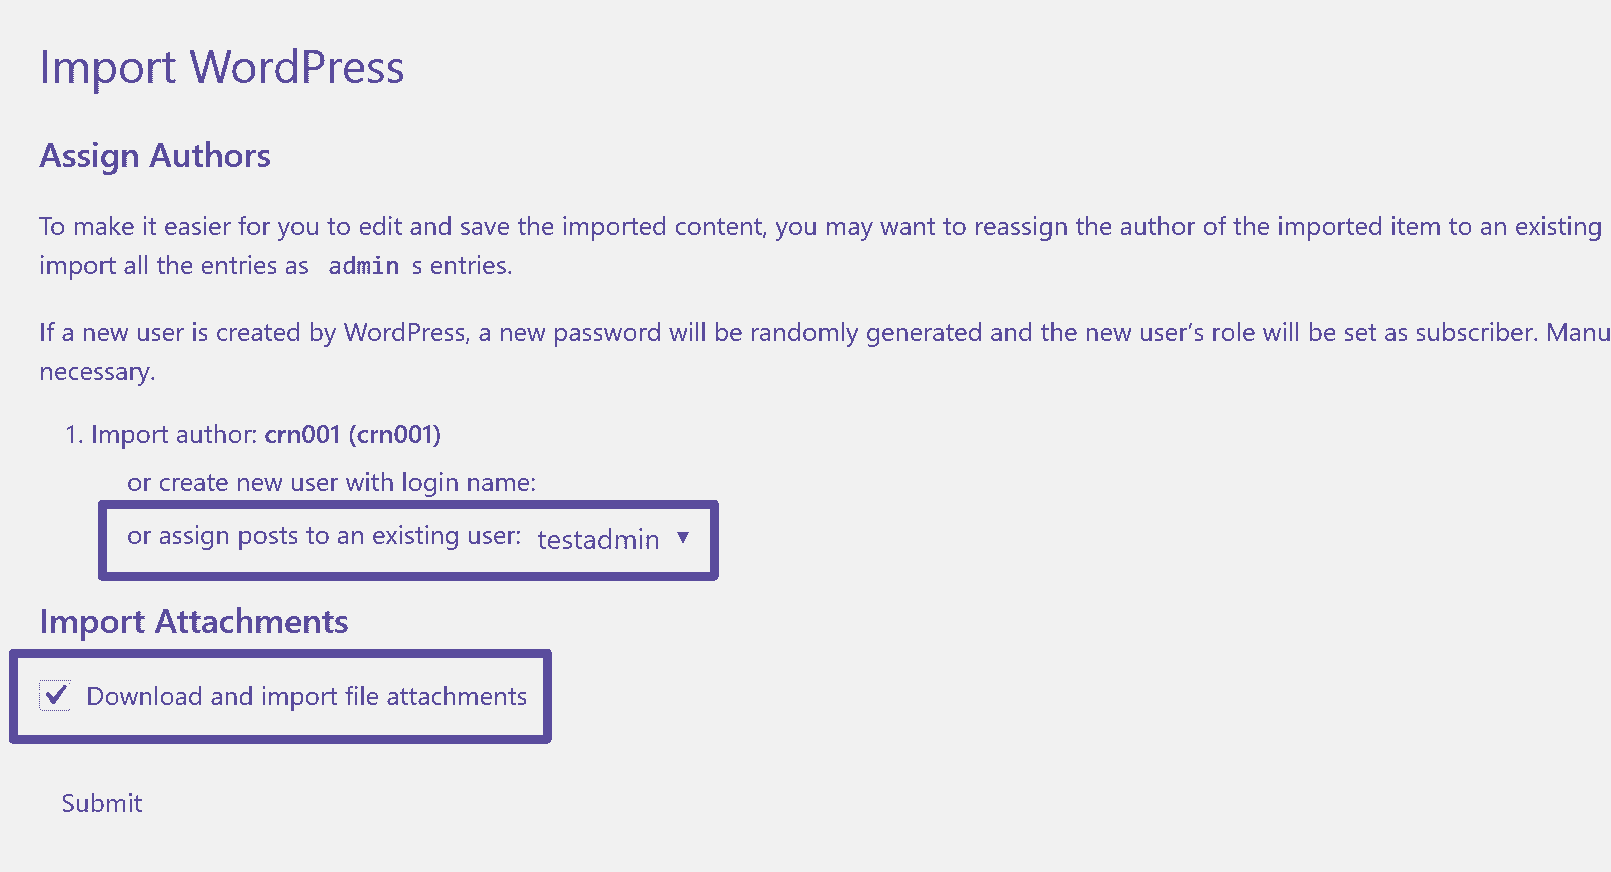 Import WordPress
Assign Authors
To make it easier for you to edit and save the imported content, you may want to reassign the author of the imported item to an existing
import all the entries as admin s entries.
If a new user is created by WordPress, a new password will be randomly generated and the new user’s role will be set as subscriber. Manu
necessary.
1. Import author: crn001 (crn001)
or create new user with login name:
or assign posts to an existing user: testadmin ▼
Import Attachments
Download and import file attachments
Submit